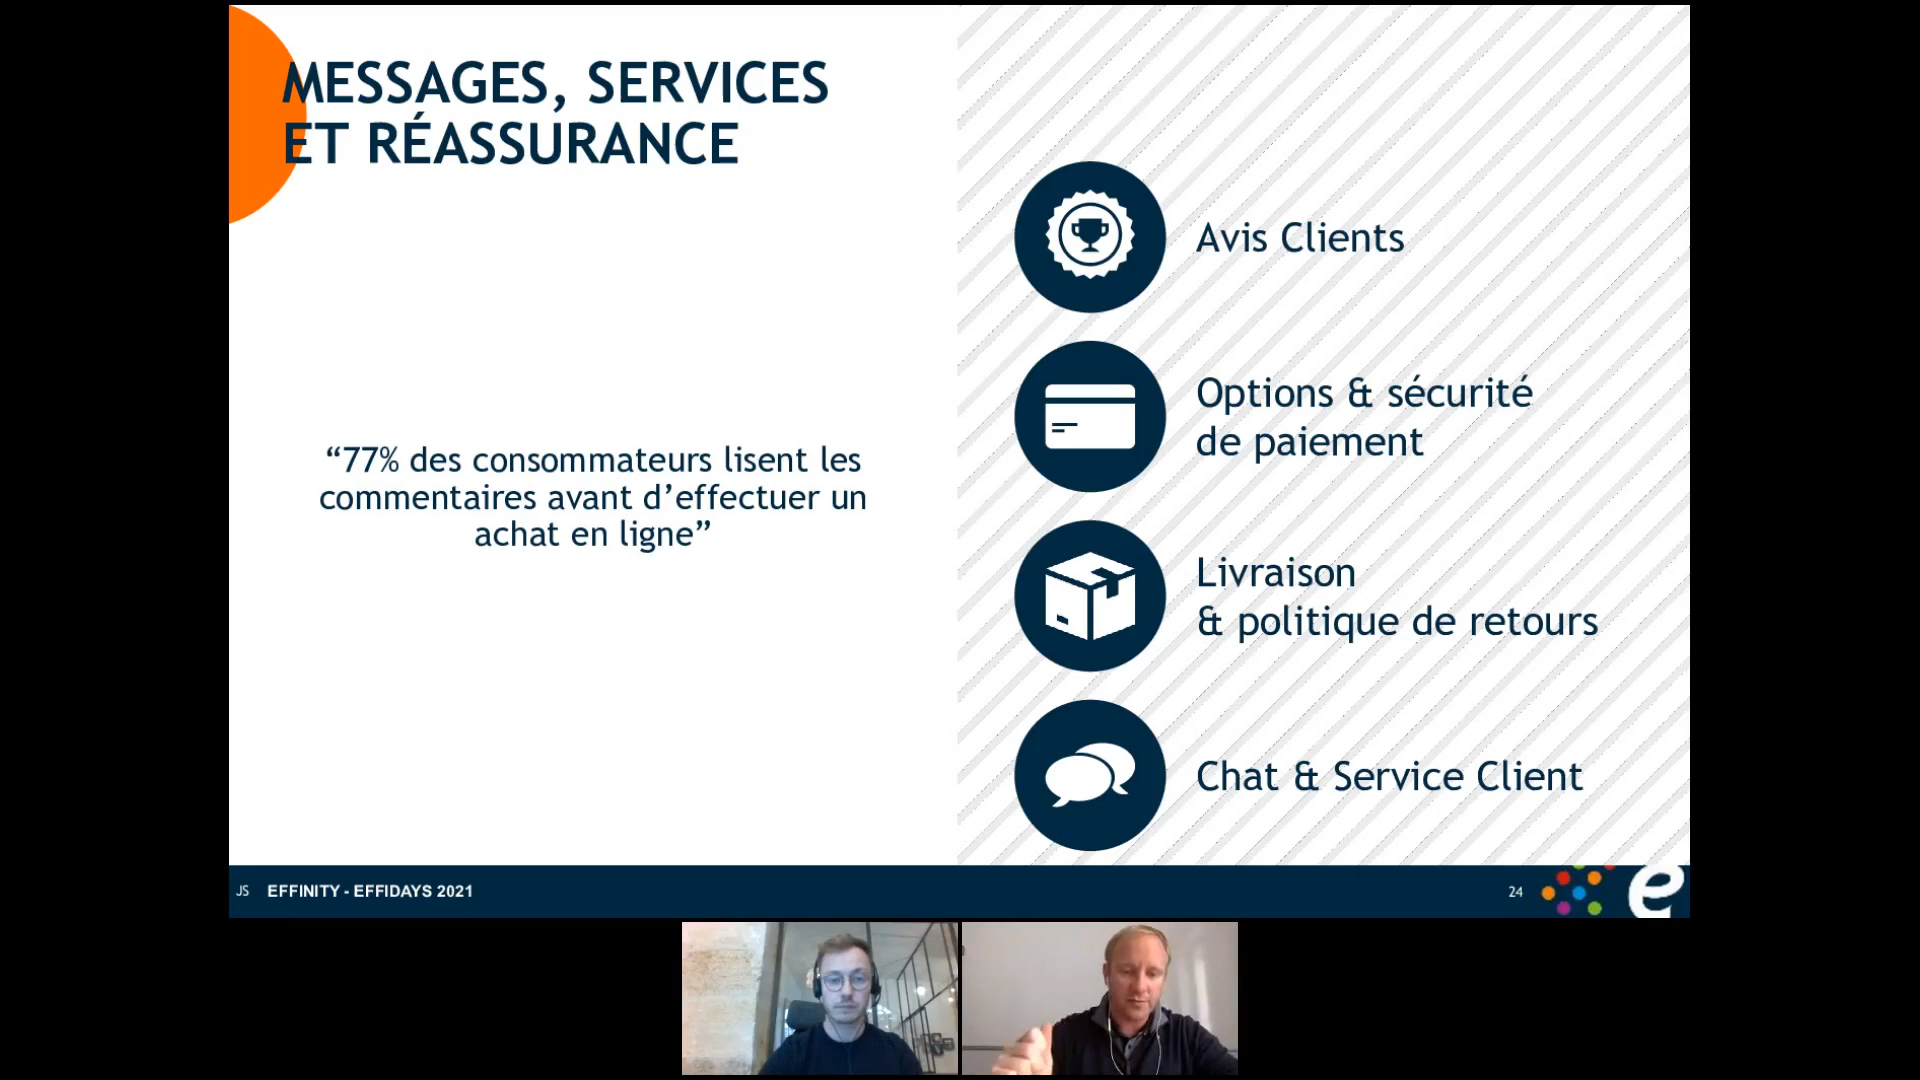 MESSAGES, SERVICES
ET RÉASSURANCE
“77% des consommateurs lisent les
commentaires avant d’effectuer un
achat en ligne”
Avis Clients
Options & sécurité
de paiement
Livraison
& politique de retours
Chat & Service Client
JS EFFINITY - EFFIDAYS 2021
24
e